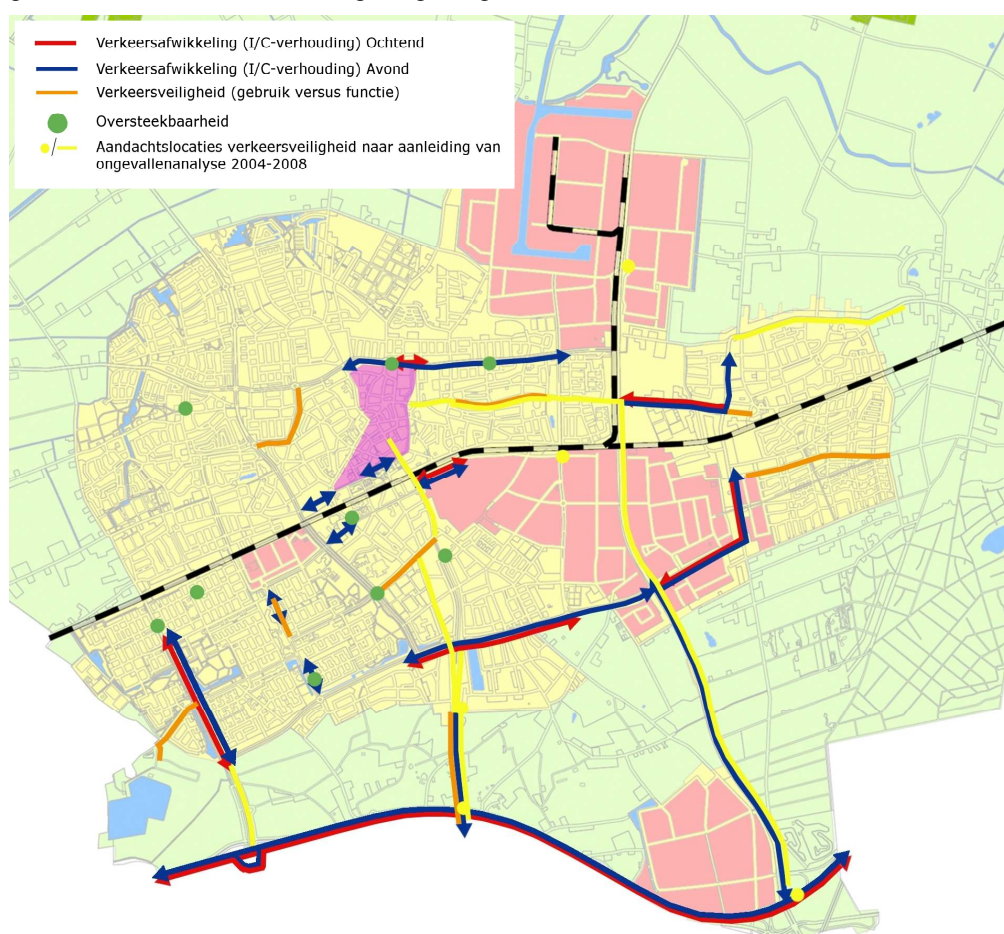 Verkeersafwikkeling (I/C-verhouding) Ochtend
Verkeersafwikkeling (I/C-verhouding) Avond
Verkeersveiligheid (gebruik versus functie)
Oversteekbaarheid
Aandachtslocaties verkeersveiligheid naar aanleiding van
ongevallenanalyse 2004-2008